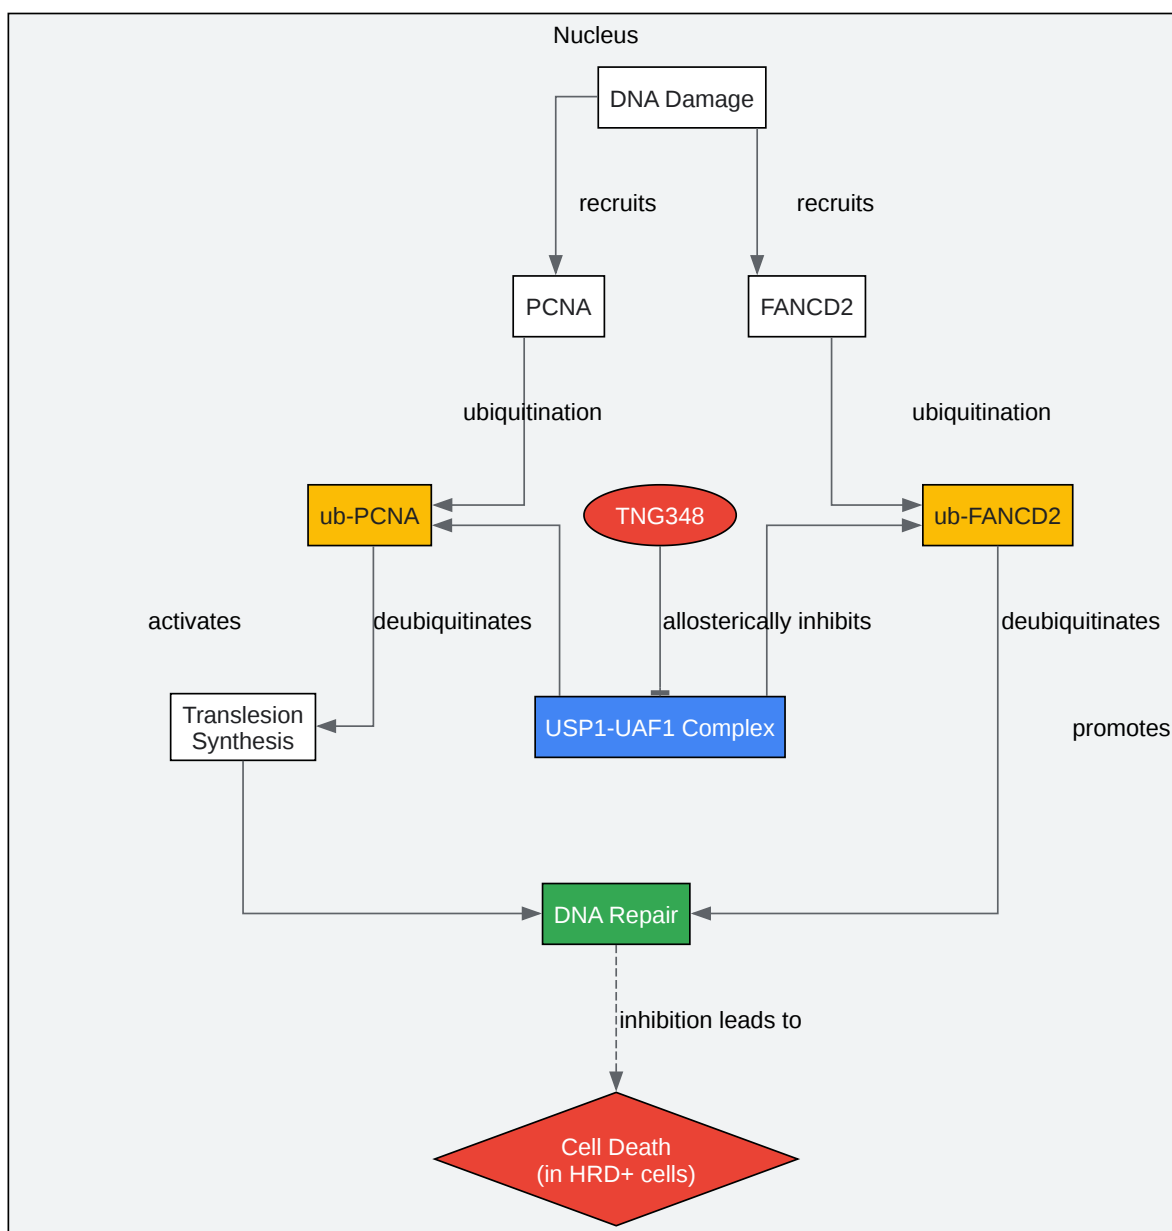 Nucleus
DNA Damage
recruits
recruits
PCNA
FANCD2
ubiquitination
ubiquitination
ub-PCNA
TNG348
ub-FANCD2
activates
deubiquitinates
allosterically inhibits
deubiquitinates
Translesion
Synthesis
USP1-UAF1 Complex
promotes
DNA Repair
inhibition leads to
Cell Death
(in HRD+ cells)